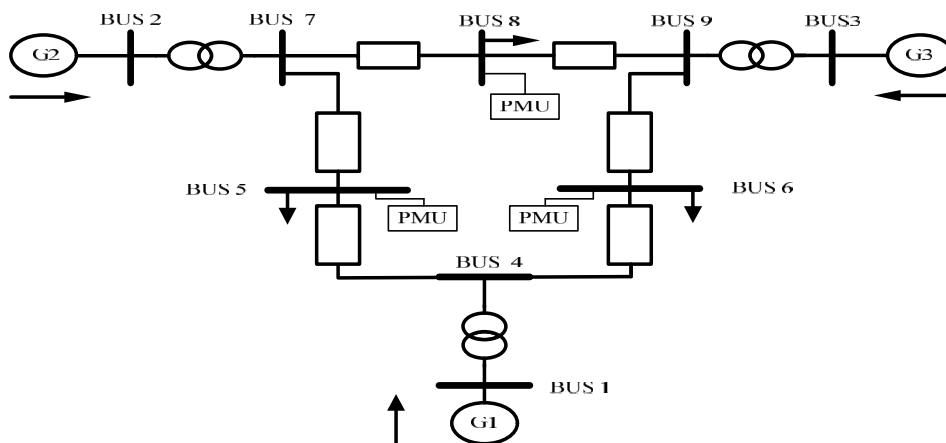 BUS 2
BUS 7
BUS 8
BUS 9
BUS3
G2
G3
PMU
BUS 5
PMU
PMU
BUS 6
BUS 4
BUS 1
G1